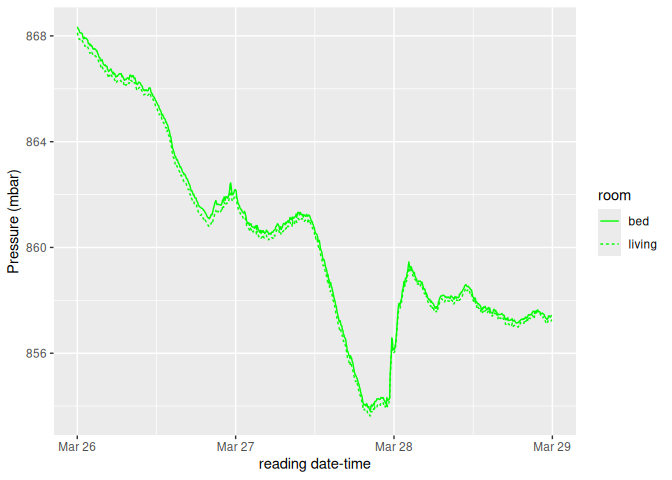 868
864
860
856
Pressure (mbar)
Mar 26
Mar 27
Mar 28
Mar 29
reading date-time
room
bed
living